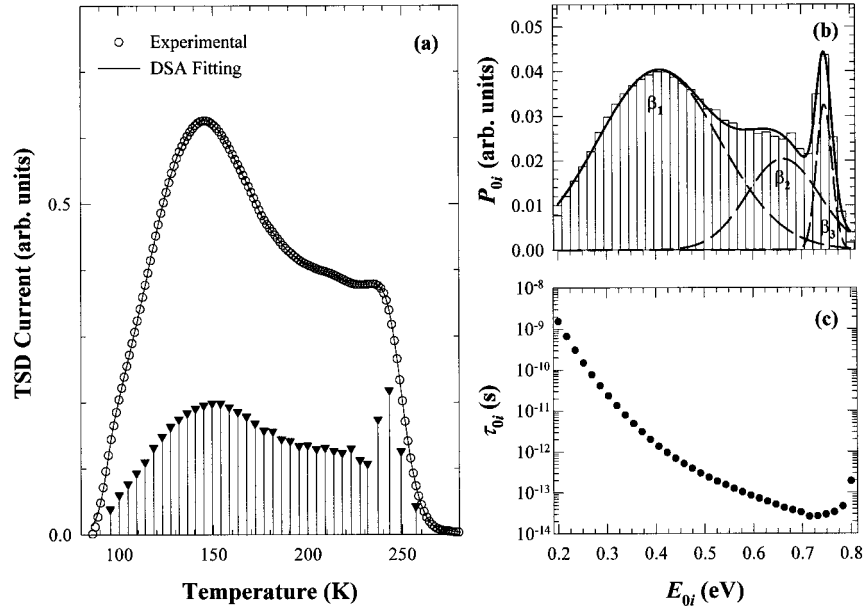 (a)
Experimental
DSA Fitting
TSD Current (arb. units)
0.5
0.0
100
150
200
250
Temperature (K)
(b)
P0i (arb. units)
0.05
0.04
0.03
0.02
0.01
0.00
β1
β2
β3
(c)
τ0i (s)
10-8
10-9
10-10
10-11
10-12
10-13
10-14
0.2
0.3
0.4
0.5
0.6
0.7
0.8
E0i (eV)